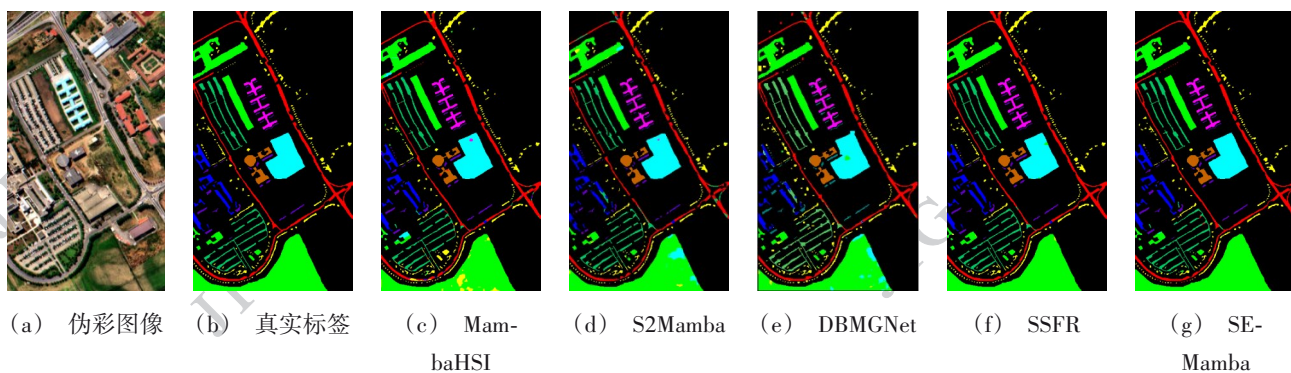 (a) 伪彩图像
(b) 真实标签
(c) Mam-
baHSI
(d) S2Mamba
(e) DBMGNet
(f) SSFR
(g) SE-
Mamba